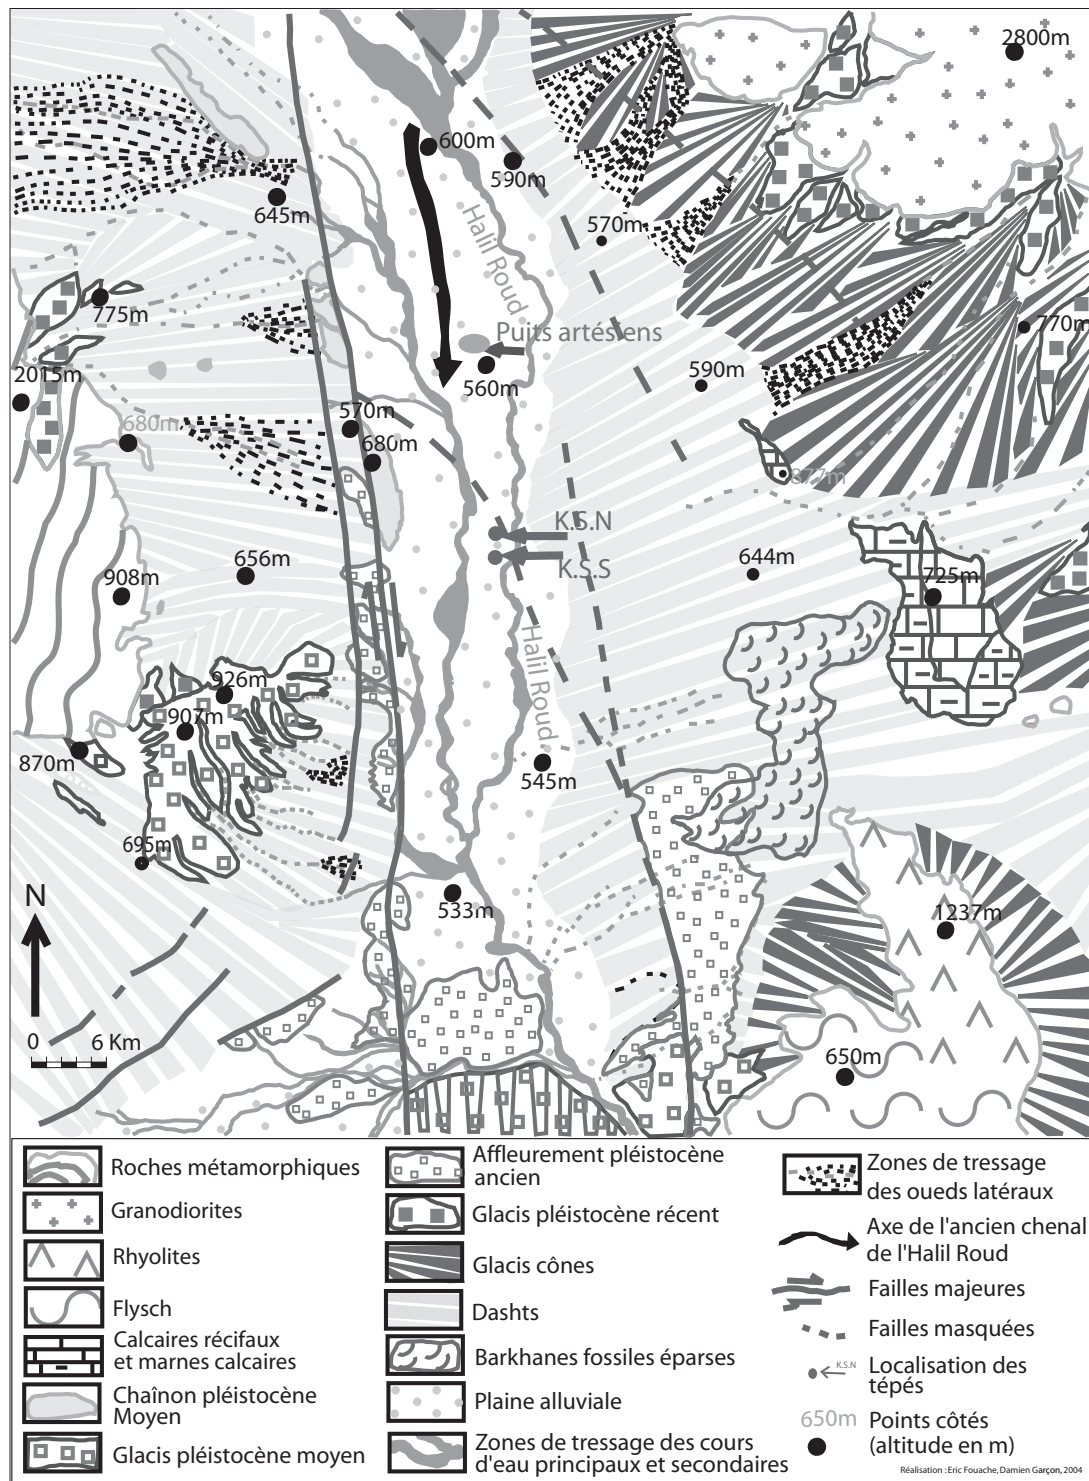 2800m
600m
590m
645m
570m
Halil Roud
775m
770m
Puits artésiens
2015m
560m
590m
570m
680m
680m
877m
K.S.N
K.S.S
656m
644m
908m
725m
Halil Roud
926m
907m
870m
545m
695m
N
533m
1237m
0 6 Km
650m
Roches métamorphiques
Granodiorites
Rhyolites
Flysch
Calcaires récifaux
et marnes calcaires
Chaînon pléistocène
Moyen
Glacis pléistocène moyen
Affleurement pléistocène
ancien
Glacis pléistocène récent
Glacis cônes
Dashts
Barkhanes fossiles éparses
Plaine alluviale
Zones de tressage des cours
d'eau principaux et secondaires
Zones de tressage
des oueds latéraux
Axe de l'ancien chenal
de l'Halil Roud
Failles majeures
Failles masquées
K.S.N
Localisation des
tépés
650m
Points côtés
(altitude en m)
Réalisation : Eric Fouache, Damien Garçon, 2004